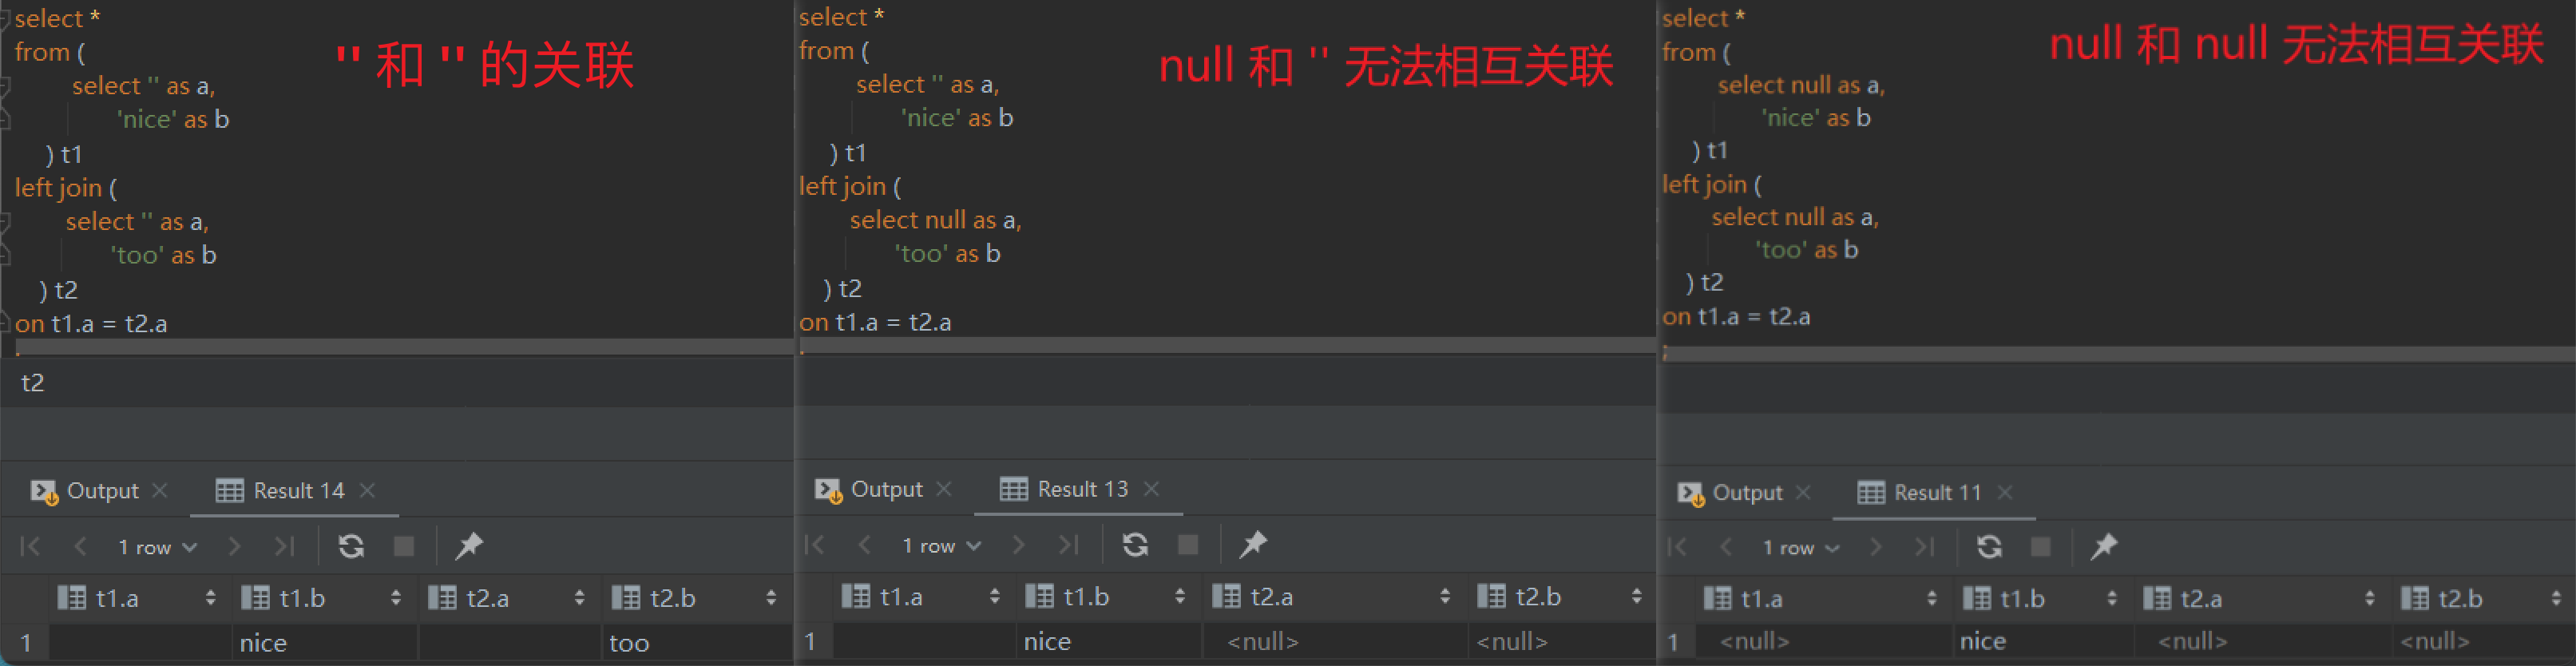 select *
from (
select '' as a,
'nice' as b
) t1
left join (
select '' as a,
'too' as b
) t2
on t1.a = t2.a
;
'' 和 '' 的关联
t2
Output
Result 14
1 row
t1.a t1.b t2.a t2.b
1 nice too
select *
from (
select '' as a,
'nice' as b
) t1
left join (
select null as a,
'too' as b
) t2
on t1.a = t2.a
;
null 和 '' 无法相互关联
Output
Result 13
1 row
t1.a t1.b t2.a t2.b
1 nice <null> <null>
select *
from (
select null as a,
'nice' as b
) t1
left join (
select null as a,
'too' as b
) t2
on t1.a = t2.a
;
null 和 null 无法相互关联
Output
Result 11
1 row
t1.a t1.b t2.a t2.b
1 <null> nice <null> <null>